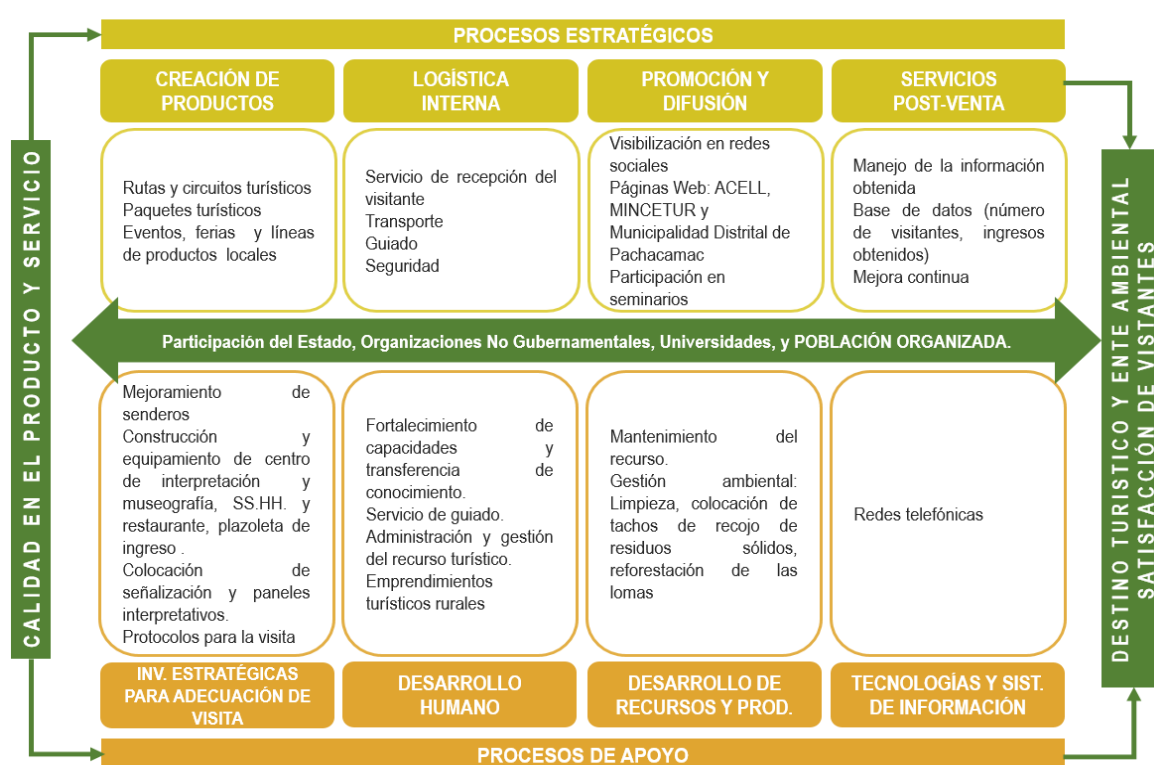 PROCESOS ESTRATÉGICOS
CREACIÓN DE
PRODUCTOS
LOGÍSTICA
INTERNA
PROMOCIÓN Y
DIFUSIÓN
SERVICIOS
POST-VENTA
CALIDAD EN EL PRODUCTO Y SERVICIO
Rutas y circuitos turísticos
Paquetes turísticos
Eventos, ferias y líneas
de productos locales
Servicio de recepción del
visitante
Transporte
Guiado
Seguridad
Visibilización en redes
sociales
Páginas Web: ACELL,
MINCETUR y
Municipalidad Distrital de
Pachacamac
Participación en
seminarios
Manejo de la información
obtenida
Base de datos (número
de visitantes, ingresos
obtenidos)
Mejora continua
DESTINO TURISTICO Y ENTE AMBIENTAL
SATISFACCIÓN DE VISTANTES
Participación del Estado, Organizaciones No Gubernamentales, Universidades, y POBLACIÓN ORGANIZADA.
Mejoramiento de
senderos
Construcción y
equipamiento de centro
de interpretación y
museografía, SS.HH. y
restaurante, plazoleta de
ingreso .
Colocación de
señalización y paneles
interpretativos.
Protocolos para la visita
Fortalecimiento de
capacidades y
transferencia de
conocimiento.
Servicio de guiado.
Administración y gestión
del recurso turístico.
Emprendimientos
turísticos rurales
Mantenimiento del
recurso.
Gestión ambiental:
Limpieza, colocación de
tachos de recojo de
residuos sólidos,
reforestación de las
lomas
Redes telefónicas
INV. ESTRATÉGICAS
PARA ADECUACIÓN DE
VISITA
DESARROLLO
HUMANO
DESARROLLO DE
RECURSOS Y PROD.
TECNOLOGÍAS Y SIST.
DE INFORMACIÓN
PROCESOS DE APOYO